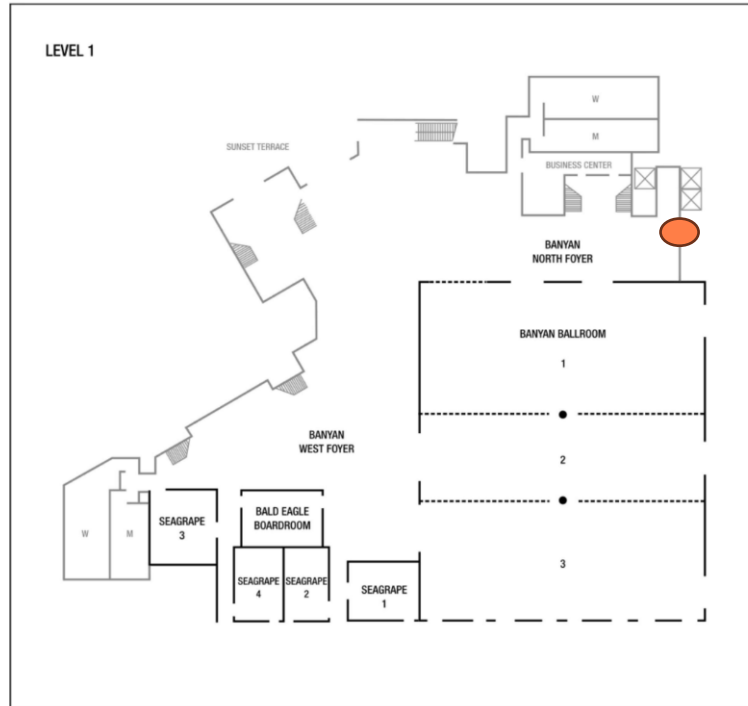 LEVEL 1
W
M
SUNSET TERRACE
BUSINESS CENTER
BANYAN
NORTH FOYER
BANYAN BALLROOM
1
BANYAN
WEST FOYER
2
BALD EAGLE
BOARDROOM
SEAGRAPE
3
W
M
3
SEAGRAPE
4
SEAGRAPE
2
SEAGRAPE
1